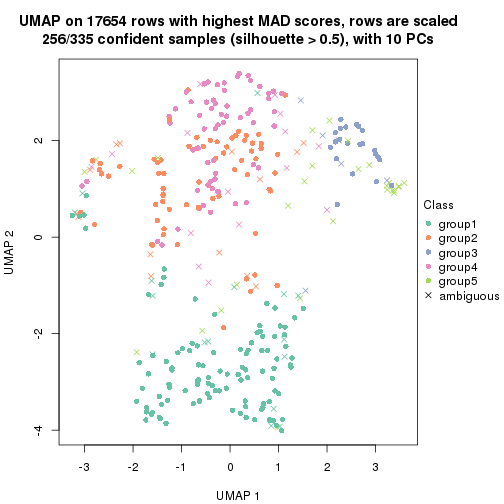 UMAP on 17654 rows with highest MAD scores, rows are scaled
256/335 confident samples (silhouette > 0.5), with 10 PCs
2
0
-2
-4
UMAP 2
-3 -2 -1 0 1 2 3
UMAP 1
Class
group1
group2
group3
group4
group5
ambiguous